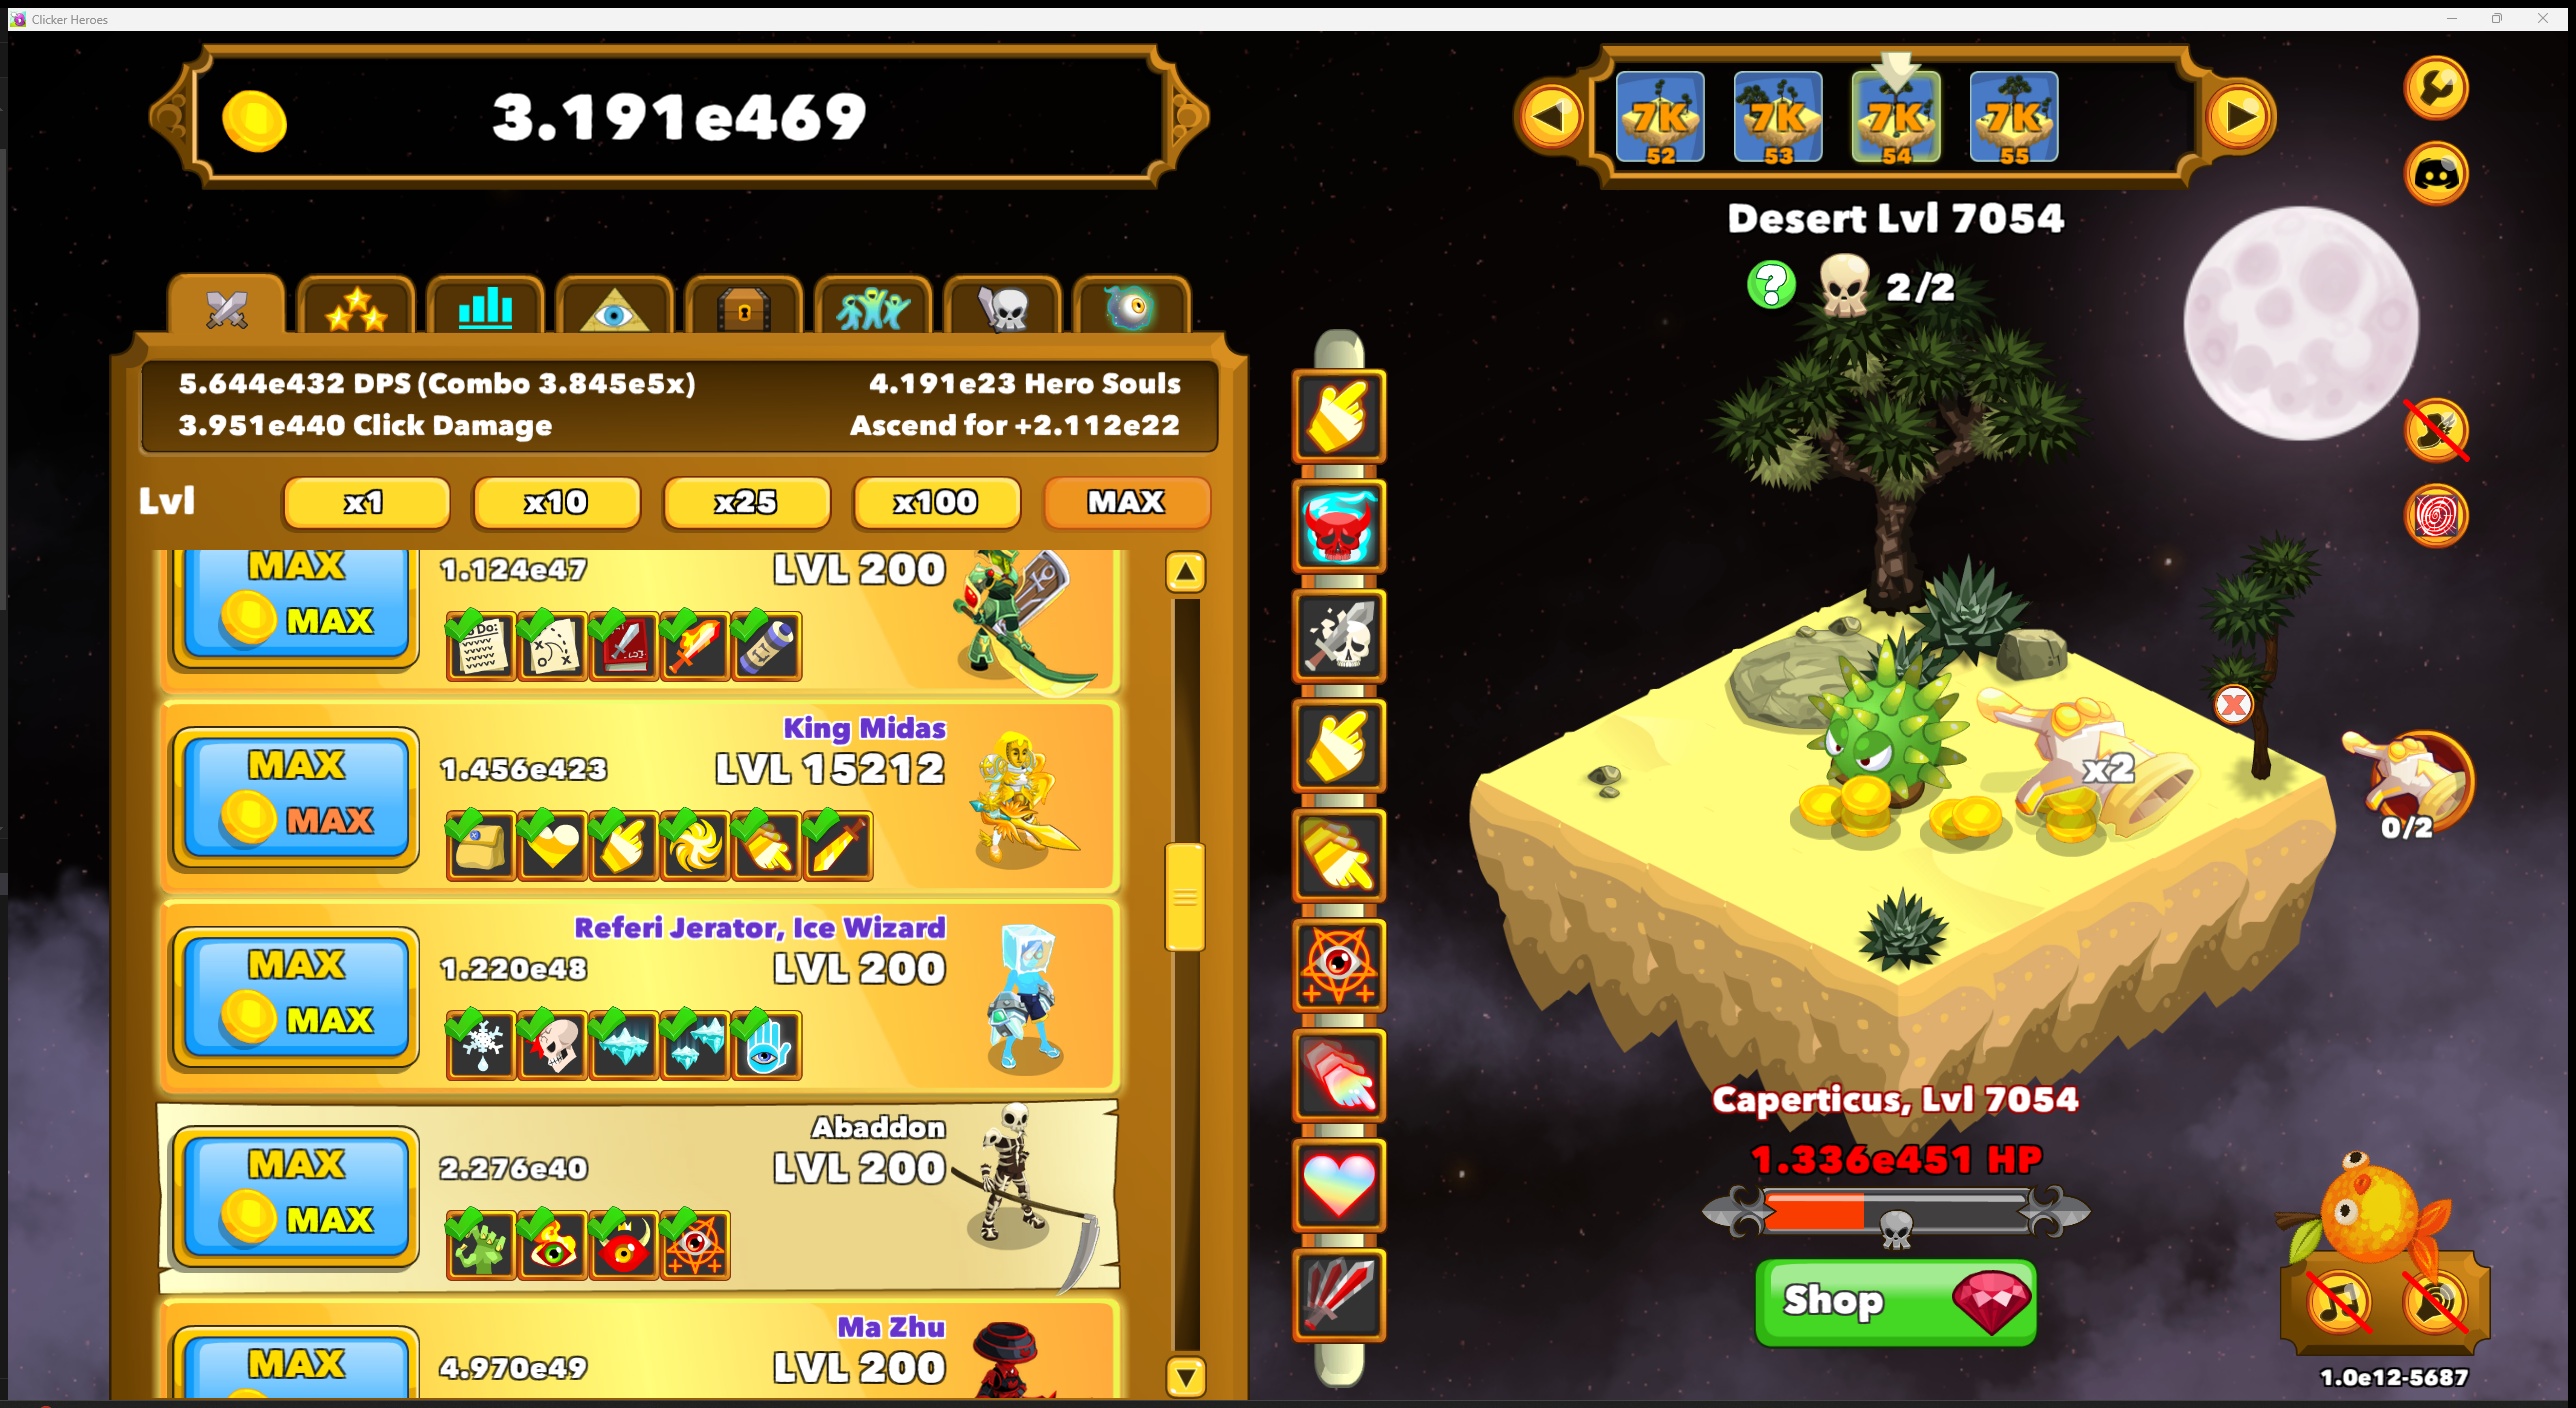 Clicker Heroes
3.191e469
7K 7K 7K 7K
52 53 54 55
Desert Lvl 7054
2/2
5.644e432 DPS (Combo 3.845e5x)
4.191e23 Hero Souls
3.951e440 Click Damage
Ascend for +2.112e22
Lvl x1 x10 x25 x100 MAX
MAX
MAX
1.124e47
LVL 200
Do:
King Midas
MAX
MAX
1.456e423
LVL 15212
Referi Jerator, Ice Wizard
MAX
MAX
1.220e48
LVL 200
Abaddon
MAX
MAX
2.276e40
LVL 200
Ma Zhu
MAX
4.970e49
LVL 200
x2
0/2
Caperticus, Lvl 7054
1.336e451 HP
Shop
1.0e12-5687